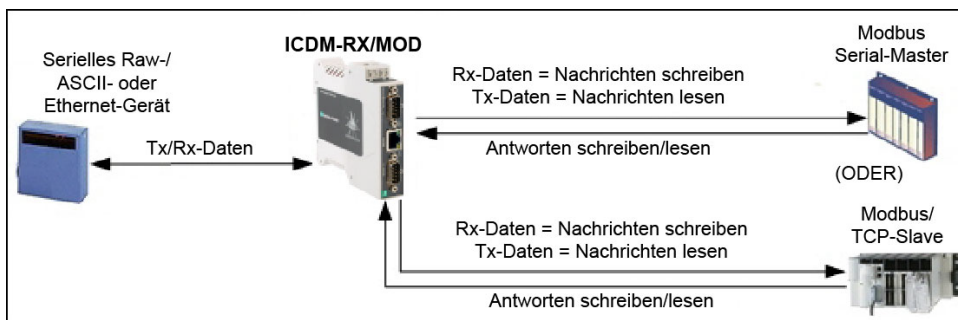 Serielles Raw-/
ASCII- oder
Ethernet-Gerät
Tx/Rx-Daten
ICDM-RX/MOD
Rx-Daten = Nachrichten schreiben
Tx-Daten = Nachrichten lesen
Antworten schreiben/lesen
Modbus
Serial-Master
(ODER)
Rx-Daten = Nachrichten schreiben
Tx-Daten = Nachrichten lesen
Antworten schreiben/lesen
Modbus/
TCP-Slave